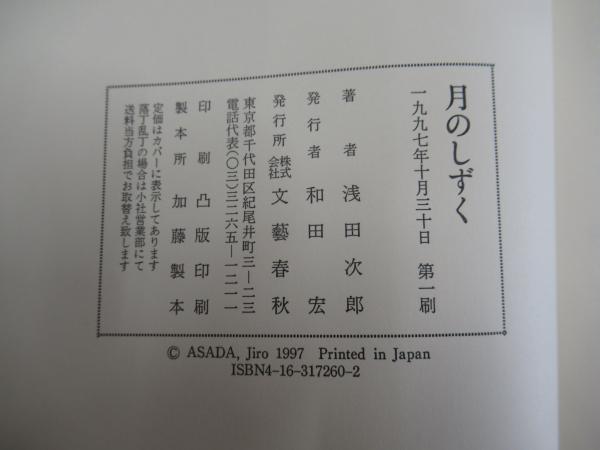 月のしずく
一九九七年十月三十日　第一刷
著者　浅田次郎
発行者　和田宏
発行所　株式会社　文藝春秋
東京都千代田区紀尾井町三―二三
電話代表(〇三)三二六五―一二一一
印刷　凸版印刷
製本所　加藤製本
定価はカバーに表示してあります
落丁乱丁の場合は小社営業部にて
送料当方負担でお取替え致します
© ASADA, Jiro 1997 Printed in Japan
ISBN4-16-317260-2